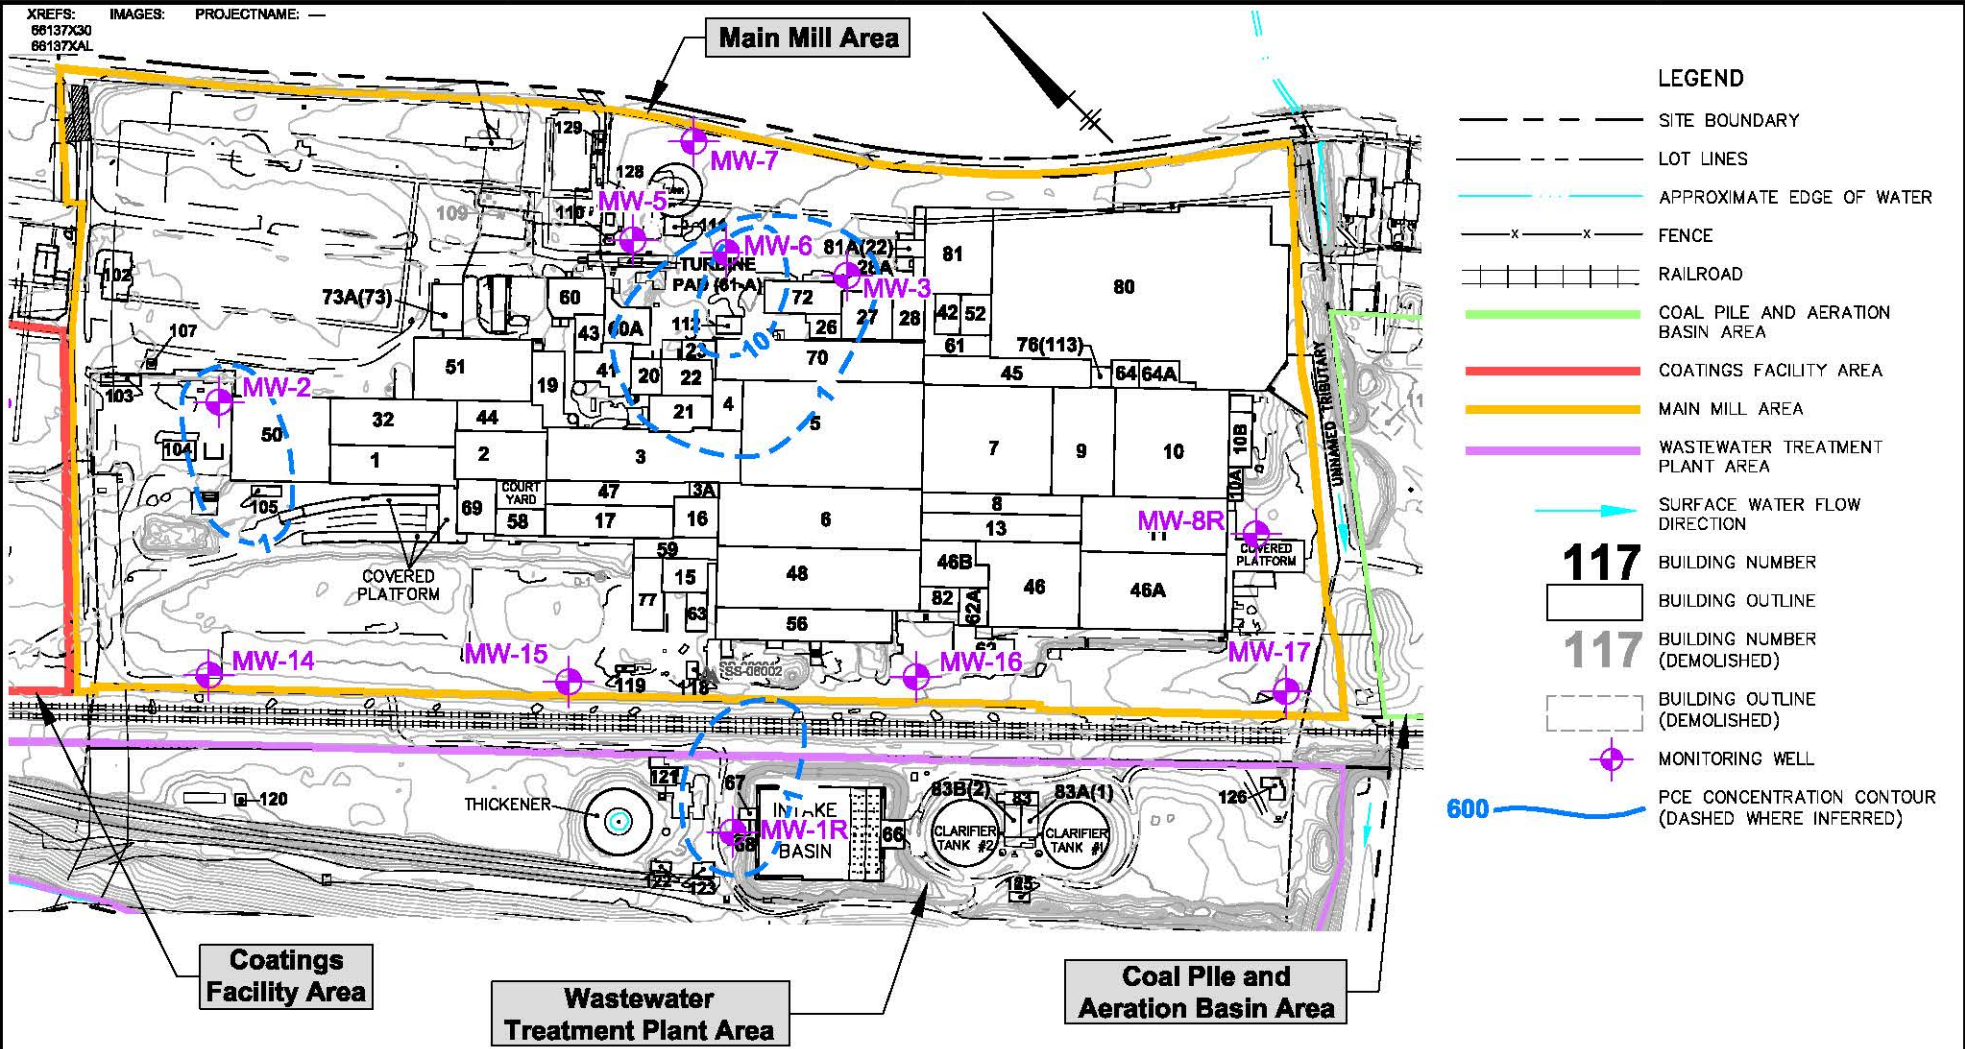 XREFS: IMAGES: PROJECTNAME: —
66137X30
66137XAL
Main Mill Area
129
MW-7
128
TANK
MW-5
109
110
MW-6
81A(22)
81
TURBINE
28A
PAD (61-A)
MW-3
102
73A(73)
60
72
80
43
60A
112
26
27
28
42
52
107
-10-
61
76(113)
70
51
41
20
22
19
45
64
64A
103
MW-2
32
44
21
4
1
5
UNNAMED TRIBUTARY
50
104
1
2
3
7
9
10
10B
105
COURT
YARD
47
3A
10A
69
58
17
16
6
8
13
MW-8R
1
59
COVERED
PLATFORM
46B
COVERED
PLATFORM
15
48
46
46A
77
63
82
62A
56
MW-14
MW-15
MW-16
MW-17
119
118
SS-06002
121
67
83B(2)
83
83A(1)
126
120
THICKENER
1
INTAKE
BASIN
MW-1R
68
66
CLARIFIER
TANK #2
CLARIFIER
TANK #1
122
123
125
Coatings
Facility Area
Wastewater
Treatment Plant Area
Coal Pile and
Aeration Basin Area
LEGEND
SITE BOUNDARY
LOT LINES
APPROXIMATE EDGE OF WATER
x x FENCE
RAILROAD
COAL PILE AND AERATION
BASIN AREA
COATINGS FACILITY AREA
MAIN MILL AREA
WASTEWATER TREATMENT
PLANT AREA
SURFACE WATER FLOW
DIRECTION
117 BUILDING NUMBER
BUILDING OUTLINE
117 BUILDING NUMBER
(DEMOLISHED)
BUILDING OUTLINE
(DEMOLISHED)
MONITORING WELL
600 PCE CONCENTRATION CONTOUR
(DASHED WHERE INFERRED)